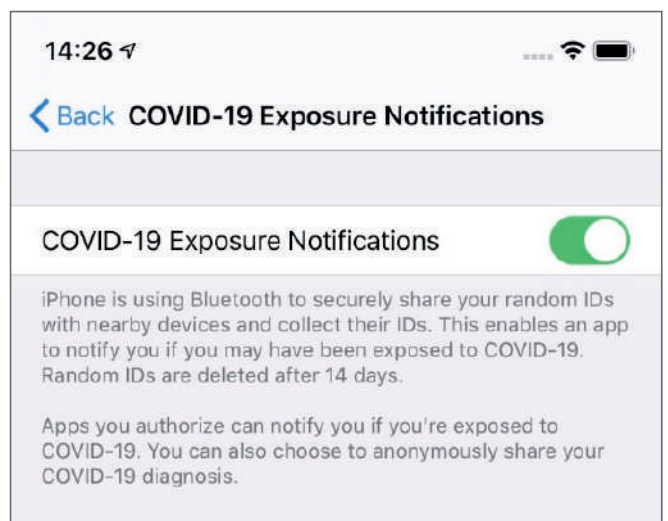 14:26
Back COVID-19 Exposure Notifications
COVID-19 Exposure Notifications
iPhone is using Bluetooth to securely share your random IDs
with nearby devices and collect their IDs. This enables an app
to notify you if you may have been exposed to COVID-19.
Random IDs are deleted after 14 days.
Apps you authorize can notify you if you're exposed to
COVID-19. You can also choose to anonymously share your
COVID-19 diagnosis.